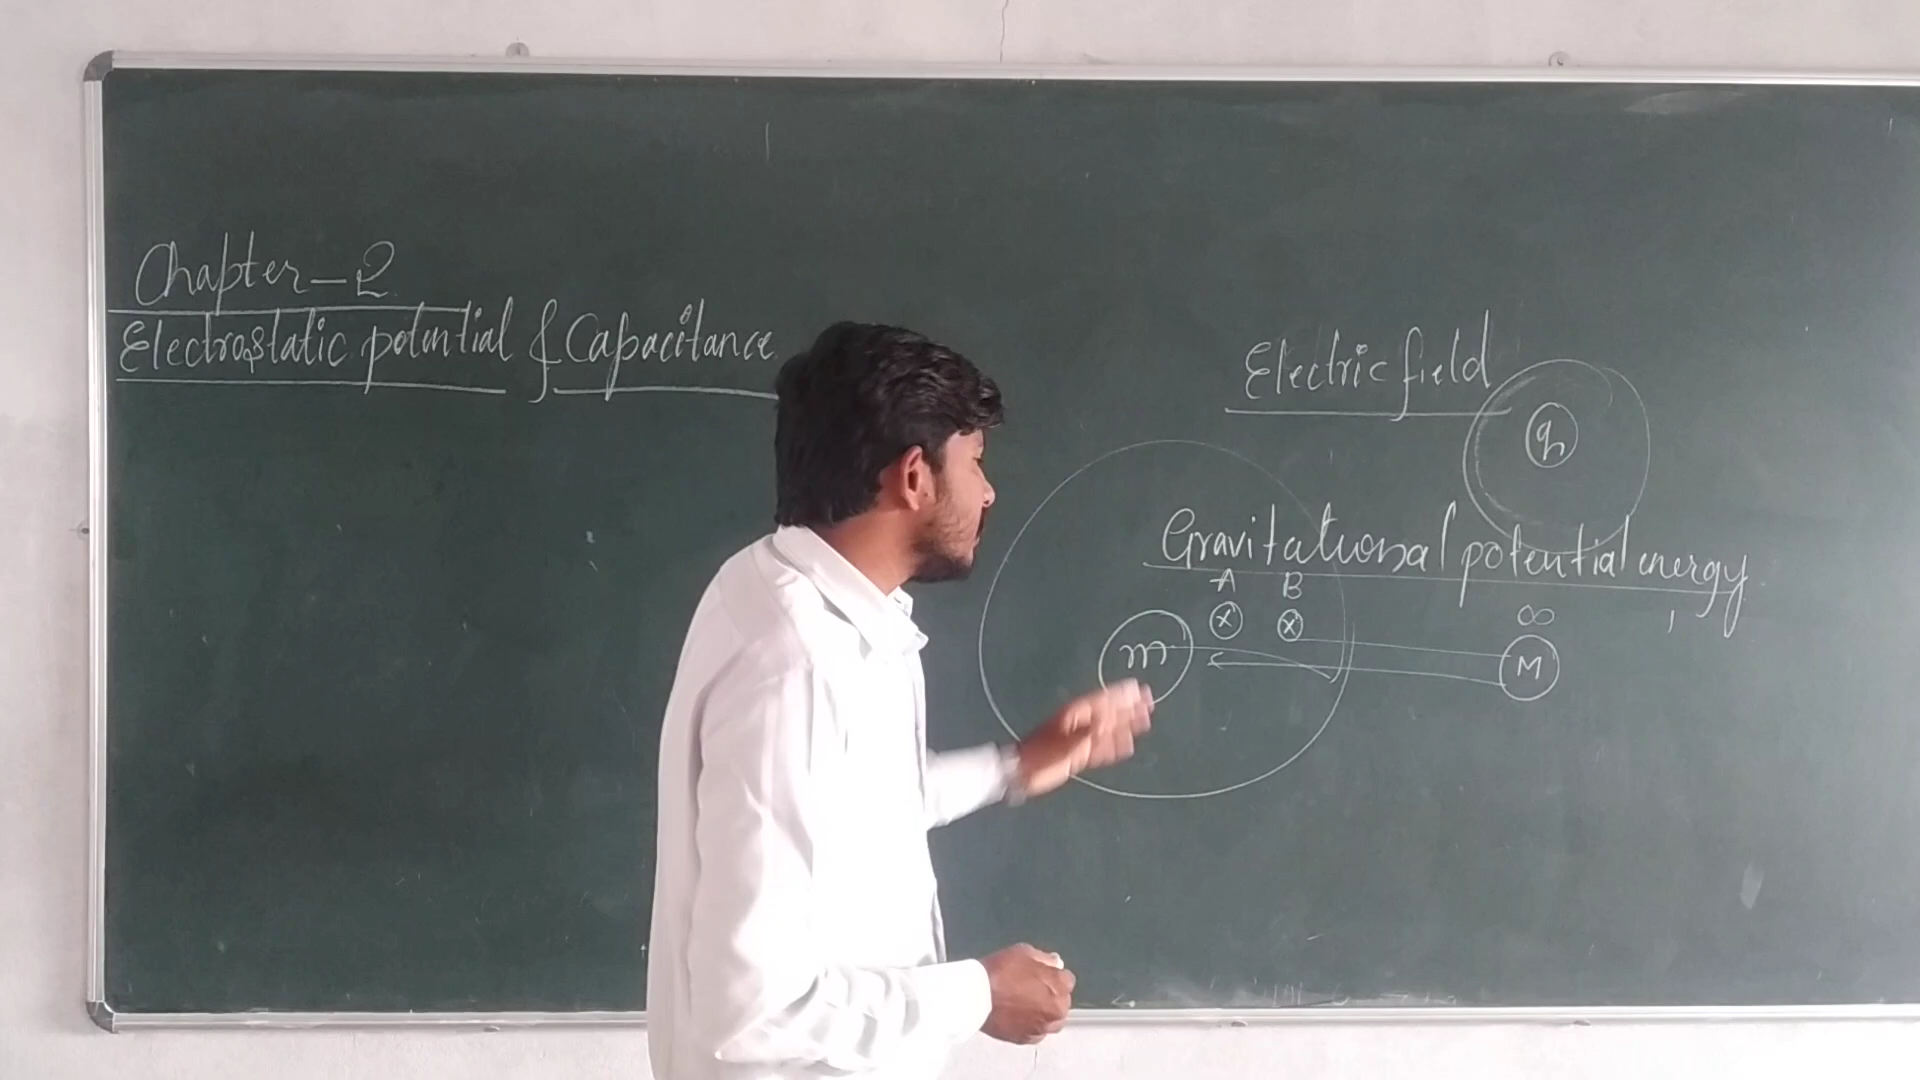 Chapter-2
Electrostatic potential & Capacitance
Electric field
q
Gravitational potential energy
A B ∞
x x
m M